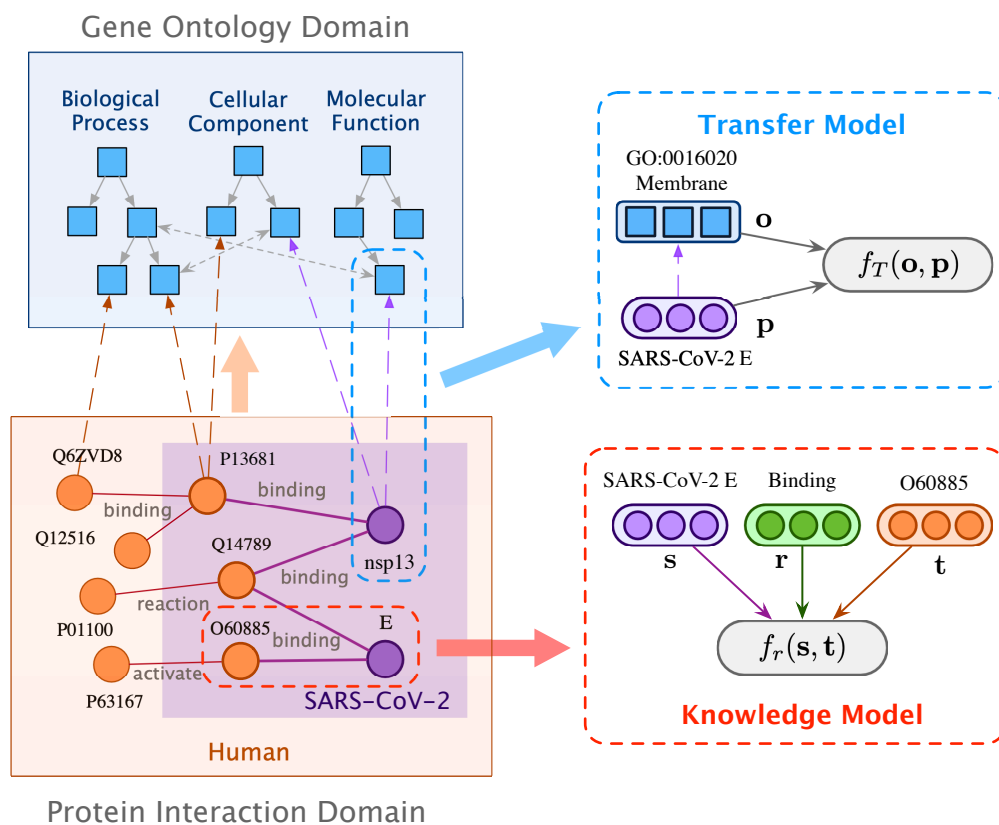 Gene Ontology Domain
Biological
Process
Cellular
Component
Molecular
Function
Transfer Model
GO:0016020
Membrane
o
f_T(o, p)
p
SARS-CoV-2 E
Q6ZVD8
P13681
binding
binding
Q12516
Q14789
nsp13
binding
reaction
P01100
O60885
E
binding
activate
P63167
SARS-CoV-2
Human
Protein Interaction Domain
SARS-CoV-2 E
Binding
O60885
s
r
t
f_r(s, t)
Knowledge Model